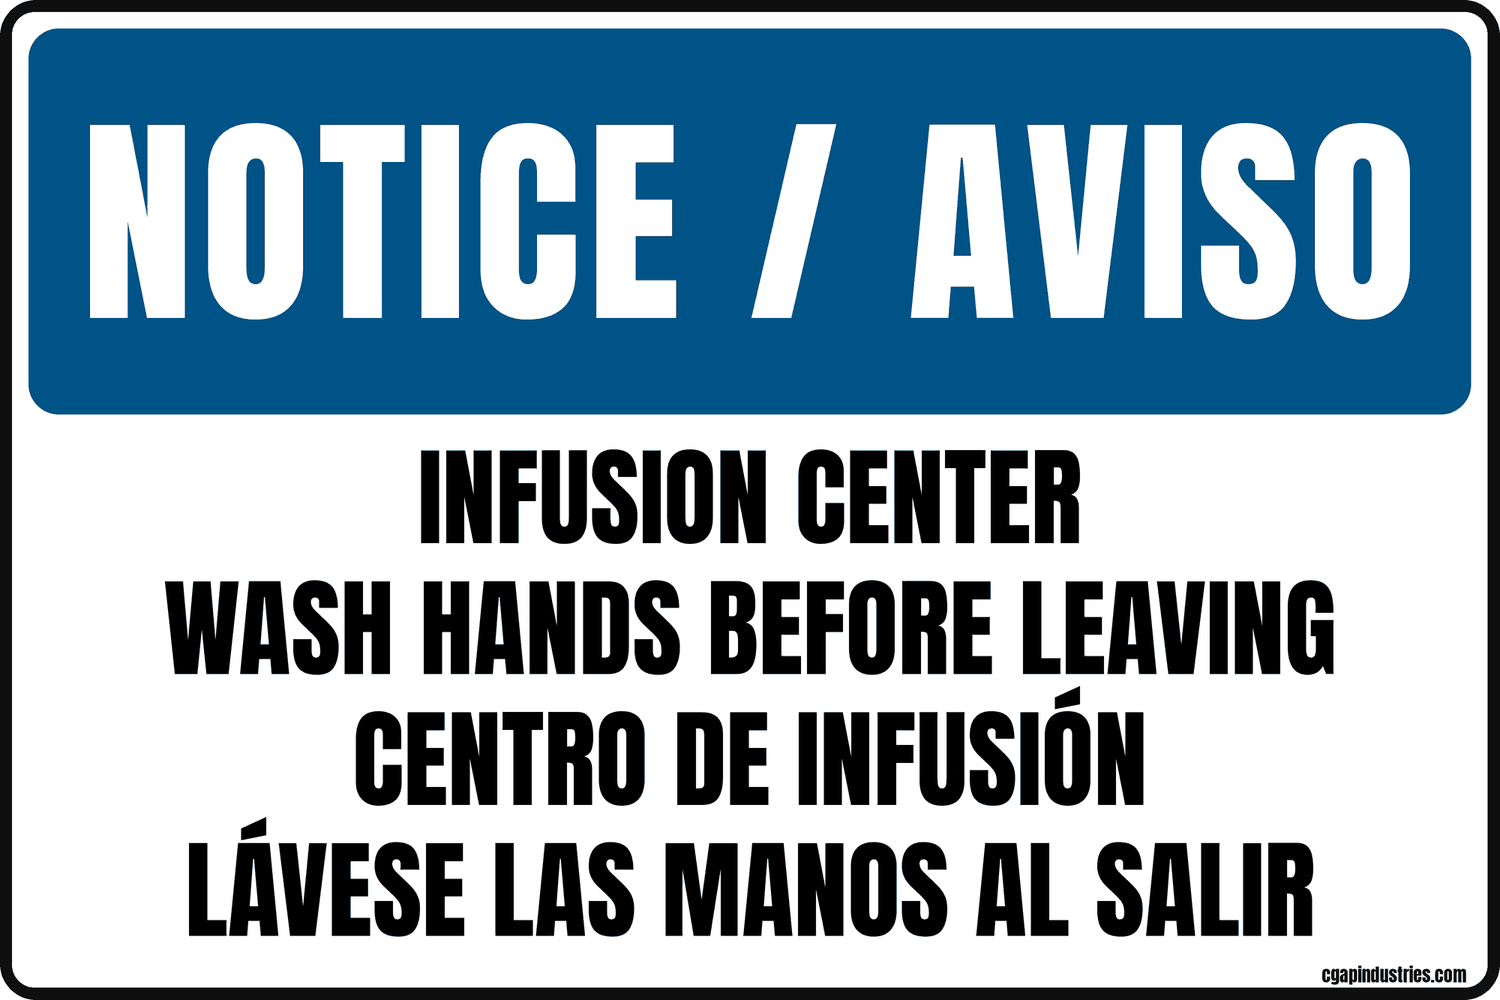 NOTICE / AVISO
INFUSION CENTER
WASH HANDS BEFORE LEAVING
CENTRO DE INFUSIÓN
LÁVESE LAS MANOS AL SALIR
cgapindustries.com